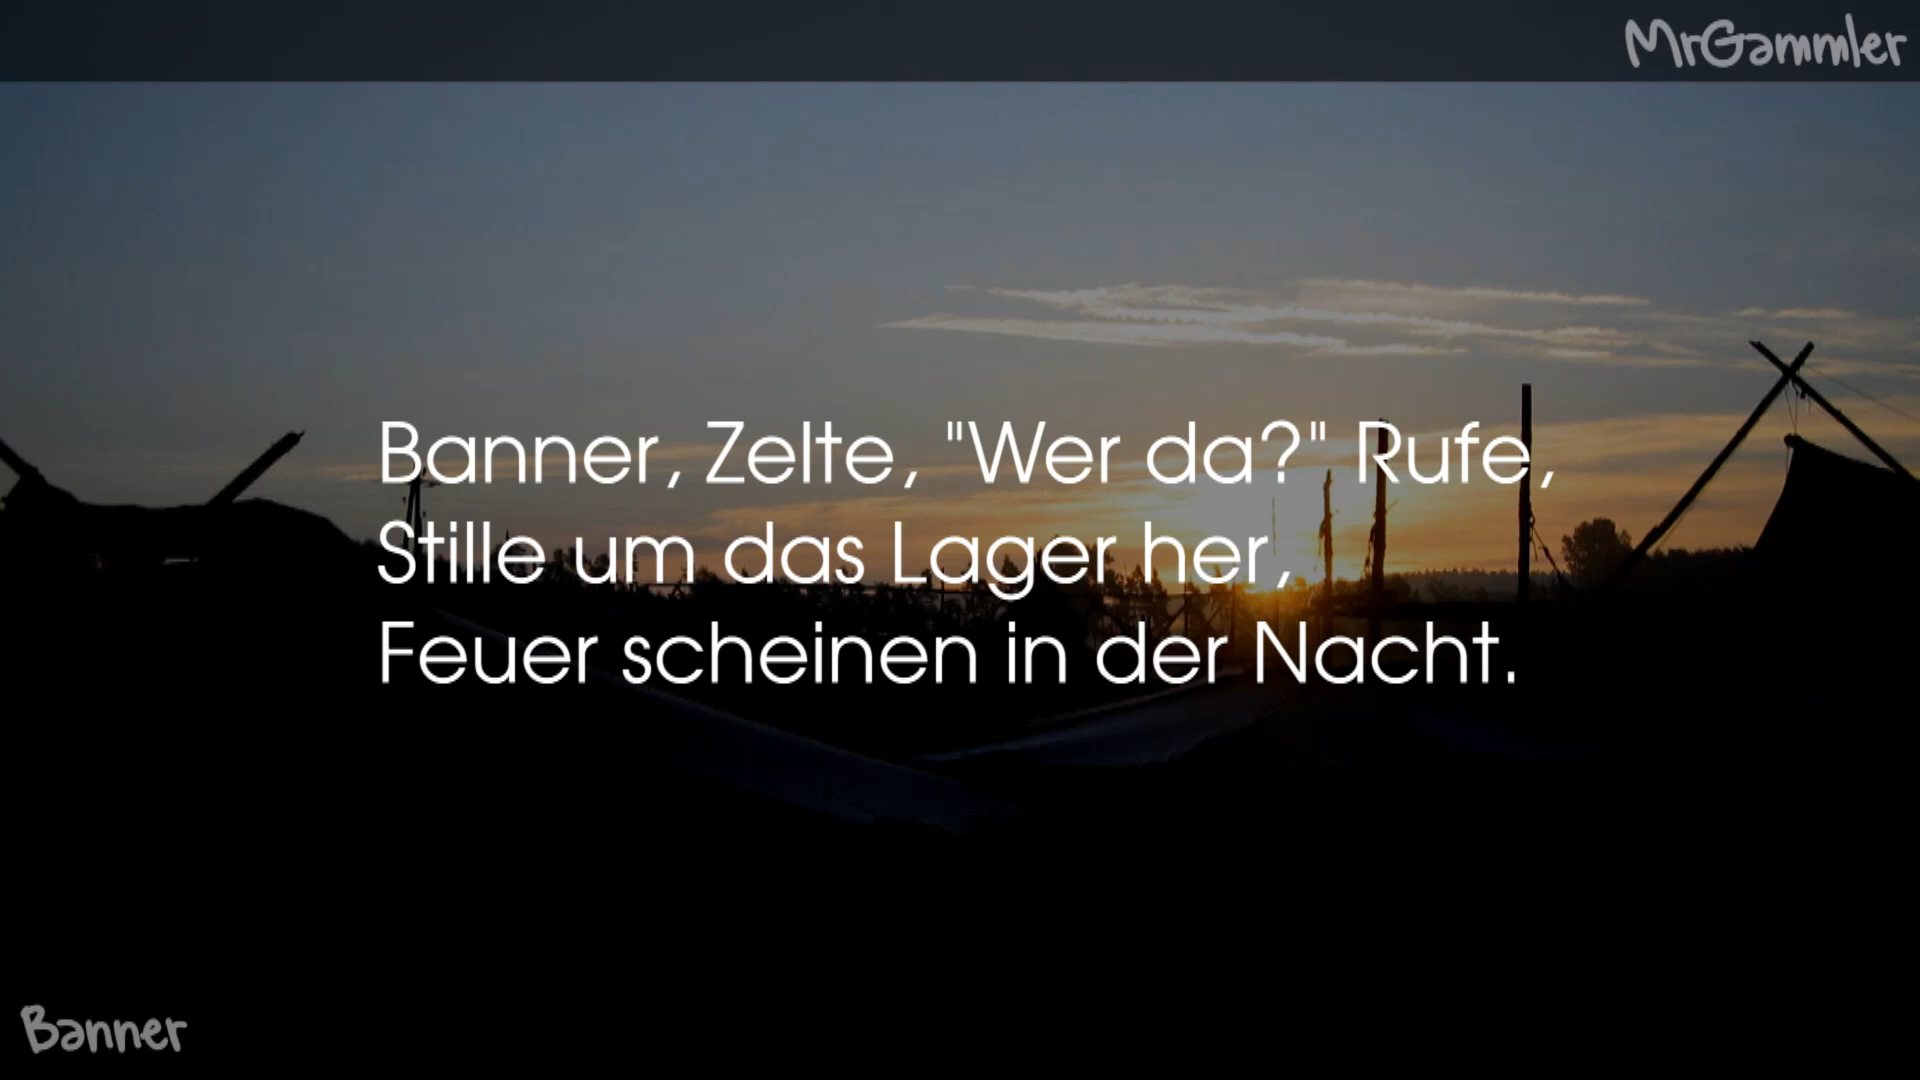 MrGammler
Banner, Zelte, "Wer da?" Rufe,
Stille um das Lager her,
Feuer scheinen in der Nacht.
Banner